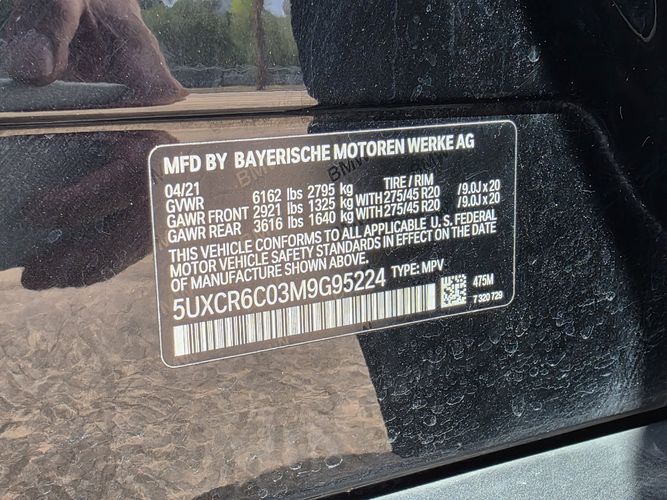 MFD BY BAYERISCHE MOTOREN WERKE AG
04/21 TIRE / RIM
GVWR 6162 lbs 2795 kg
GAWR FRONT 2921 lbs 1325 kg WITH 275/45 R20 /9.0J x 20
GAWR REAR 3616 lbs 1640 kg WITH 275/45 R20 /9.0J x 20
THIS VEHICLE CONFORMS TO ALL APPLICABLE U. S. FEDERAL
MOTOR VEHICLE SAFETY STANDARDS IN EFFECT ON THE DATE
OF MANUFACTURE SHOWN ABOVE.
5UXCR6C03M9G95224 TYPE: MPV
475M
7 320 729